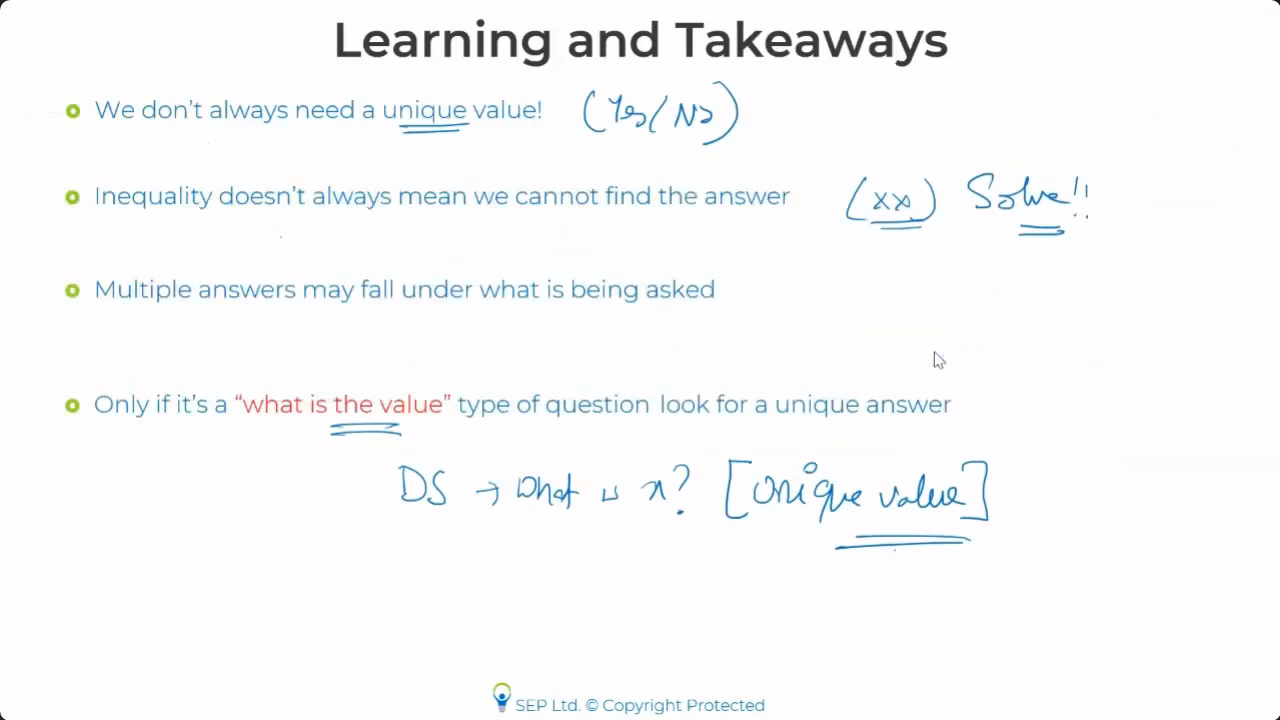 Learning and Takeaways
We don't always need a unique value! (Yes/No)
Inequality doesn't always mean we cannot find the answer (xx) Solve!!
Multiple answers may fall under what is being asked
Only if it's a “what is the value” type of question look for a unique answer
DS → What is x? [Unique value]
SEP Ltd. © Copyright Protected